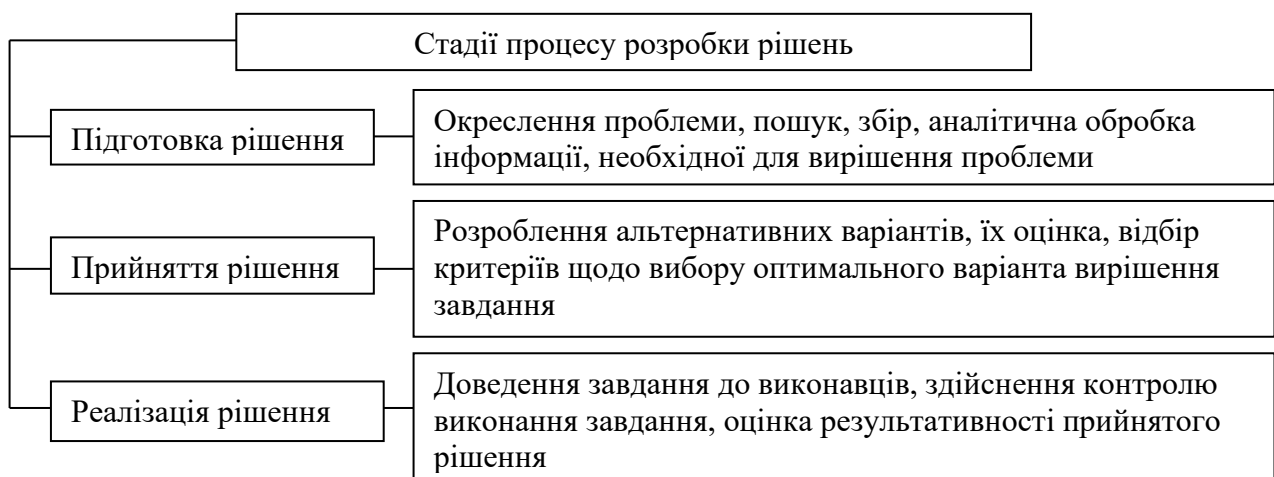 Стадії процесу розробки рішень
Підготовка рішення
Окреслення проблеми, пошук, збір, аналітична обробка
інформації, необхідної для вирішення проблеми
Прийняття рішення
Розроблення альтернативних варіантів, їх оцінка, відбір
критеріїв щодо вибору оптимального варіанта вирішення
завдання
Реалізація рішення
Доведення завдання до виконавців, здійснення контролю
виконання завдання, оцінка результативності прийнятого
рішення